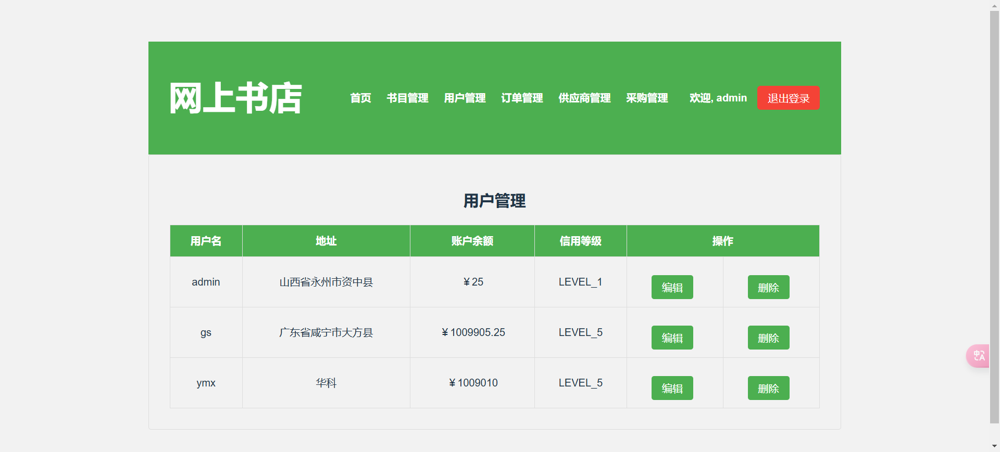 网上书店
首页 书目管理 用户管理 订单管理 供应商管理 采购管理 欢迎, admin 退出登录
用户管理
用户名 地址 账户余额 信用等级 操作
admin 山西省永州市资中县 ¥25 LEVEL_1 编辑 删除
gs 广东省咸宁市大方县 ¥1009905.25 LEVEL_5 编辑 删除
ymx 华科 ¥1009010 LEVEL_5 编辑 删除
中A